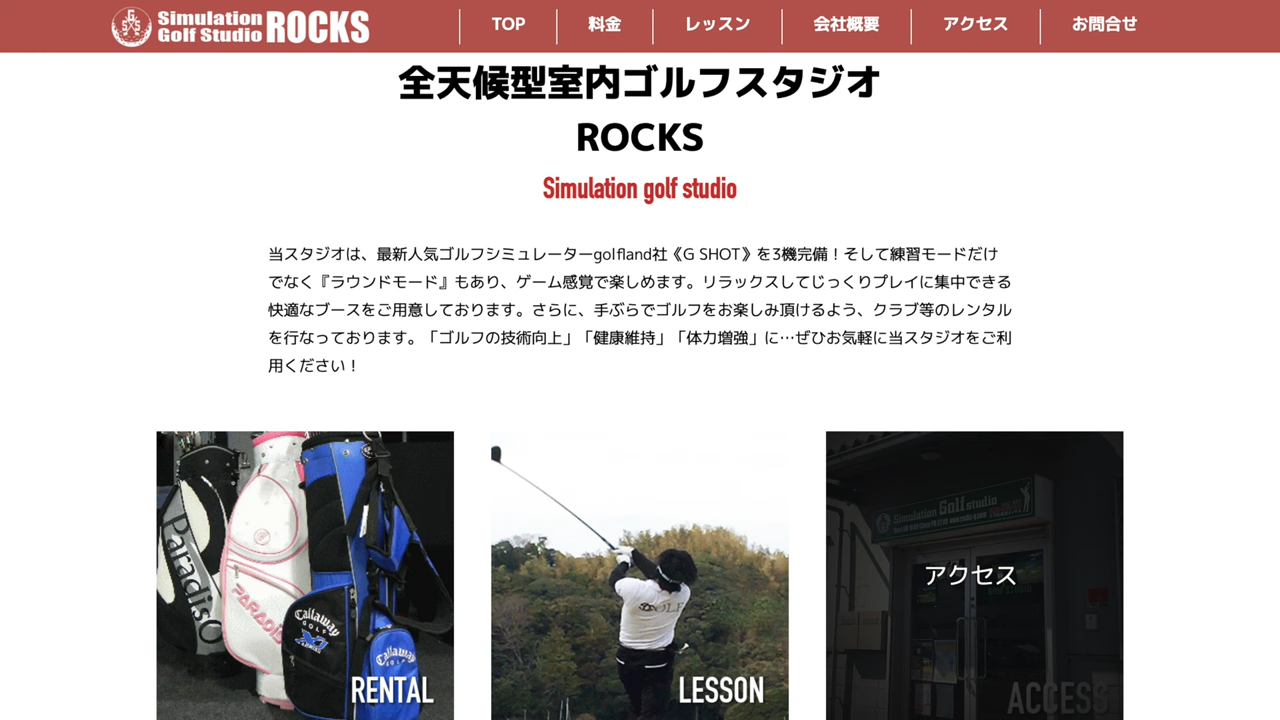 Simulation
Golf Studio ROCKS
TOP
料金
レッスン
会社概要
アクセス
お問合せ
全天候型室内ゴルフスタジオ
ROCKS
Simulation golf studio
当スタジオは、最新人気ゴルフシミュレーターgolfland社《G SHOT》を3機完備！そして練習モードだけ
でなく『ラウンドモード』もあり、ゲーム感覚で楽しめます。リラックスしてじっくりプレイに集中できる
快適なブースをご用意しております。さらに、手ぶらでゴルフをお楽しみ頂けるよう、クラブ等のレンタル
を行なっております。「ゴルフの技術向上」「健康維持」「体力増強」に…ぜひお気軽に当スタジオをご利
用ください！
Paradiso
PARADIS
Callaway
GOLF
X
Callaway
GOLF
RENTAL
GOLF
LESSON
Simulation Golf studio
アクセス
ACCESS